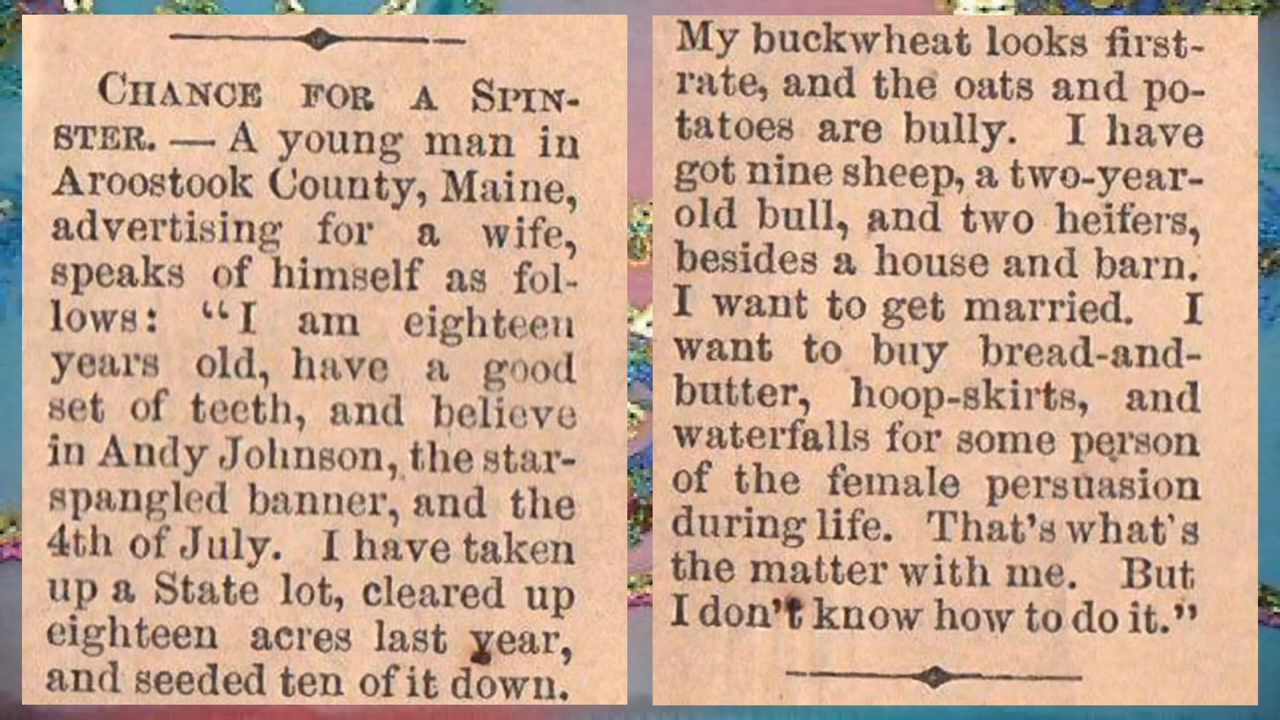 CHANCE FOR A SPIN-
STER. — A young man in
Aroostook County, Maine,
advertising for a wife,
speaks of himself as fol-
lows: “I am eighteen
years old, have a good
set of teeth, and believe
in Andy Johnson, the star-
spangled banner, and the
4th of July. I have taken
up a State lot, cleared up
eighteen acres last year,
and seeded ten of it down.
My buckwheat looks first-
rate, and the oats and po-
tatoes are bully. I have
got nine sheep, a two-year-
old bull, and two heifers,
besides a house and barn.
I want to get married. I
want to buy bread-and-
butter, hoop-skirts, and
waterfalls for some person
of the female persuasion
during life. That’s what’s
the matter with me. But
I don’t know how to do it.”